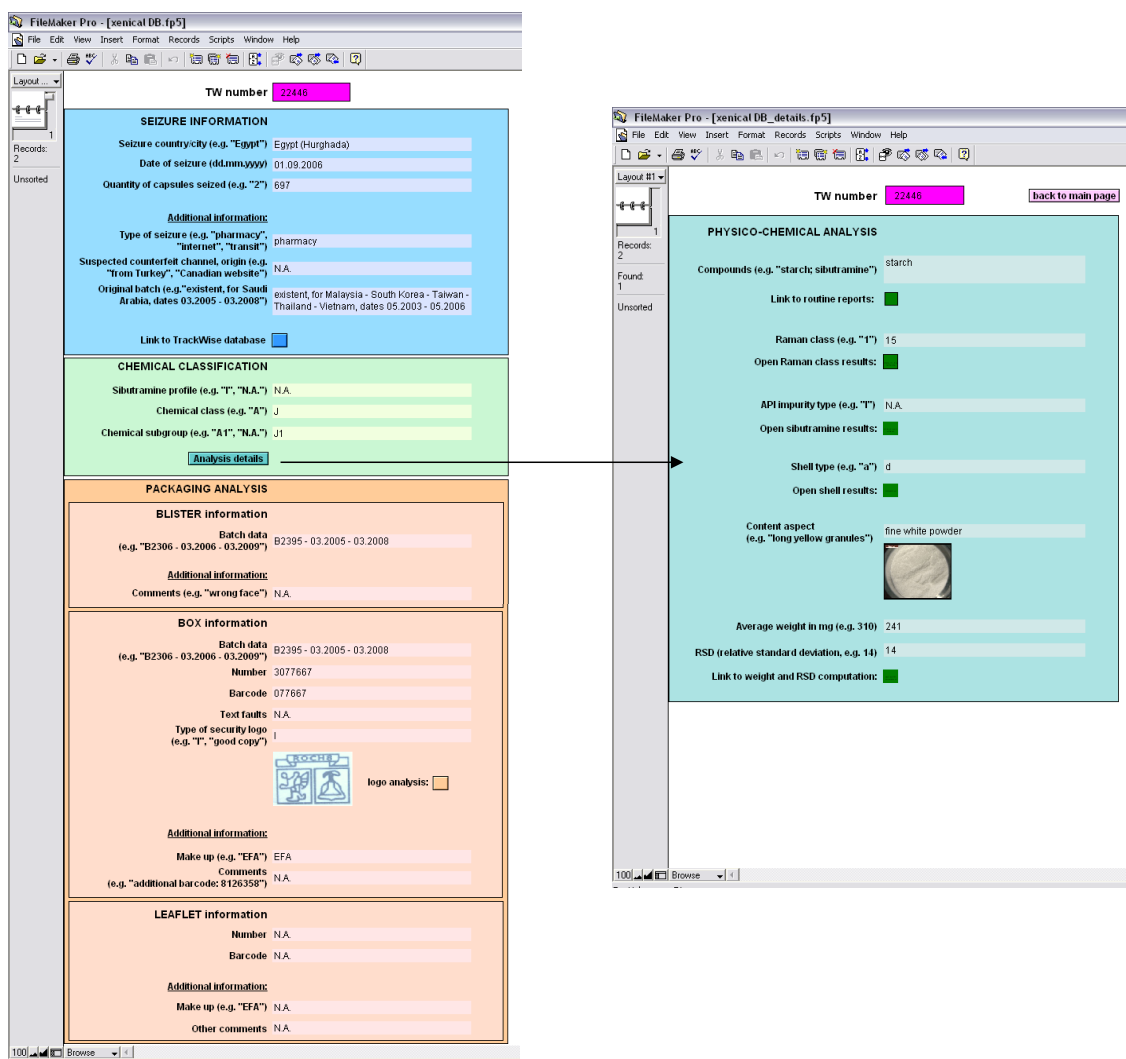 FileMaker Pro - [xenical DB.fp5]
File Edit View Insert Format Records Scripts Window Help
Layout ...
1
Records:
2
Unsorted
TW number 22446
SEIZURE INFORMATION
Seizure country/city (e.g. "Egypt") Egypt (Hurghada)
Date of seizure (dd.mm.yyyy) 01.09.2006
Quantity of capsules seized (e.g. "2") 697
Additional information:
Type of seizure (e.g. "pharmacy",
"internet", "transit") pharmacy
Suspected counterfeit channel, origin (e.g.
"from Turkey", "Canadian website") N.A.
Original batch (e.g."existent, for Saudi
Arabia, dates 03.2005 - 03.2008")
existent, for Malaysia - South Korea - Taiwan -
Thailand - Vietnam, dates 05.2003 - 05.2006
Link to TrackWise database
CHEMICAL CLASSIFICATION
Sibutramine profile (e.g. "I", "N.A.") N.A.
Chemical class (e.g. "A") J
Chemical subgroup (e.g. "A1", "N.A.") J1
Analysis details
PACKAGING ANALYSIS
BLISTER information
Batch data
(e.g. "B2306 - 03.2006 - 03.2009") B2395 - 03.2005 - 03.2008
Additional information:
Comments (e.g. "wrong face") N.A.
BOX information
Batch data
(e.g. "B2306 - 03.2006 - 03.2009") B2395 - 03.2005 - 03.2008
Number 3077667
Barcode 077667
Text faults N.A.
Type of security logo
(e.g. "I", "good copy") I
ROCHE
logo analysis:
Additional information:
Make up (e.g. "EFA") EFA
Comments
(e.g. "additional barcode: 8126358") N.A.
LEAFLET information
Number N.A.
Barcode N.A.
Additional information:
Make up (e.g. "EFA") N.A.
Other comments N.A.
100 Browse
FileMaker Pro - [xenical DB_details.fp5]
File Edit View Insert Format Records Scripts Window Help
Layout #1
1
Records:
2
Found:
1
Unsorted
TW number 22446
back to main page
PHYSICO-CHEMICAL ANALYSIS
Compounds (e.g. "starch; sibutramine") starch
Link to routine reports:
Raman class (e.g. "1") 15
Open Raman class results:
API impurity type (e.g. "I") N.A.
Open sibutramine results:
Shell type (e.g. "a") d
Open shell results:
Content aspect
(e.g. "long yellow granules") fine white powder
Average weight in mg (e.g. 310) 241
RSD (relative standard deviation, e.g. 14) 14
Link to weight and RSD computation:
100 Browse